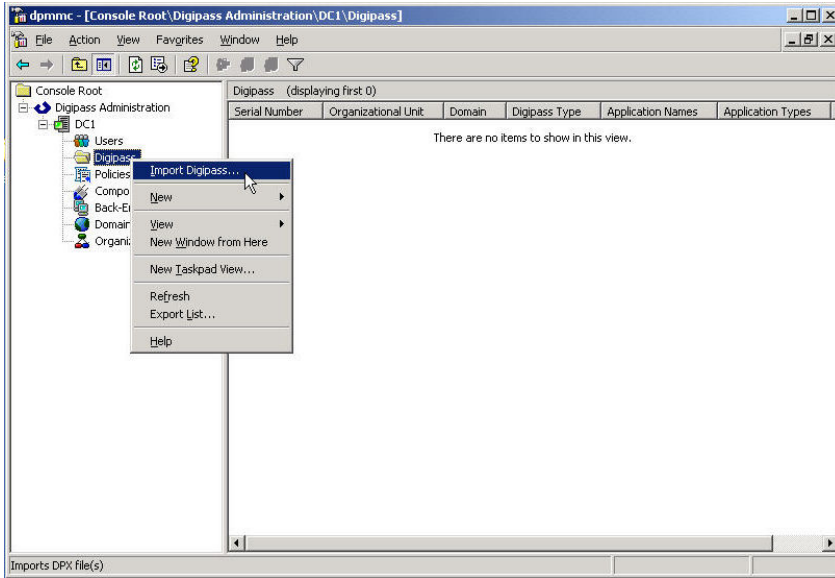 dpmmc - [Console Root\Digipass Administration\DC1\Digipass]
File Action View Favorites Window Help
Console Root
Digipass Administration
DC1
Users
Digipass
Policies
Compo
Back-E
Domain
Organi
Import Digipass...
New
View
New Window from Here
New Taskpad View...
Refresh
Export List...
Help
Digipass (displaying first 0)
Serial Number Organizational Unit Domain Digipass Type Application Names Application Types
There are no items to show in this view.
Imports DPX file(s)